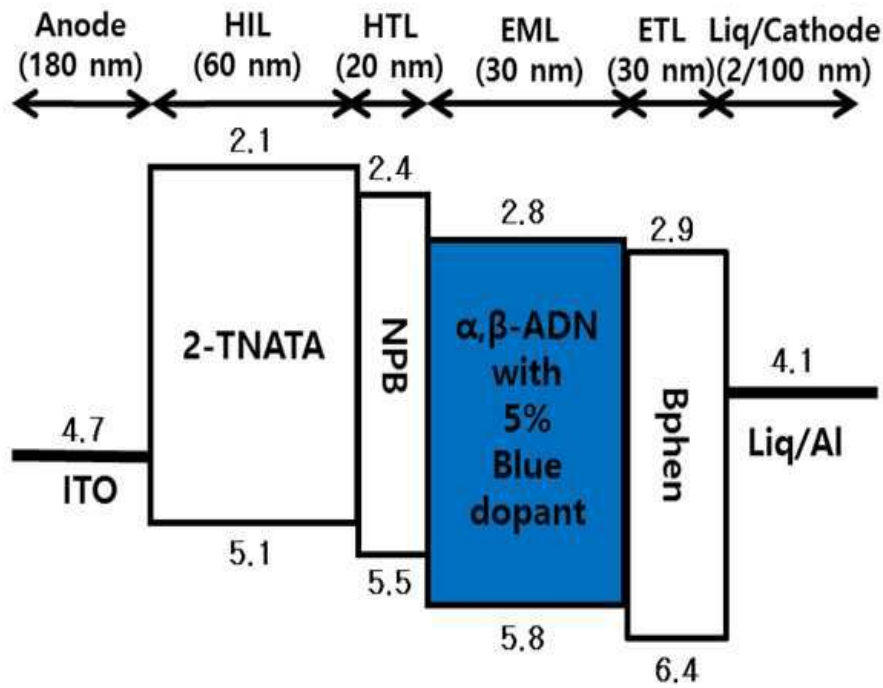 Anode HIL HTL EML ETL Liq/Cathode
(180 nm) (60 nm) (20 nm) (30 nm) (30 nm)(2/100 nm)
2.1
2.4
2.8
2.9
2-TNATA
NPB
α,β-ADN
with
5%
Blue
dopant
Bphen
4.1
Liq/Al
4.7
ITO
5.1
5.5
5.8
6.4